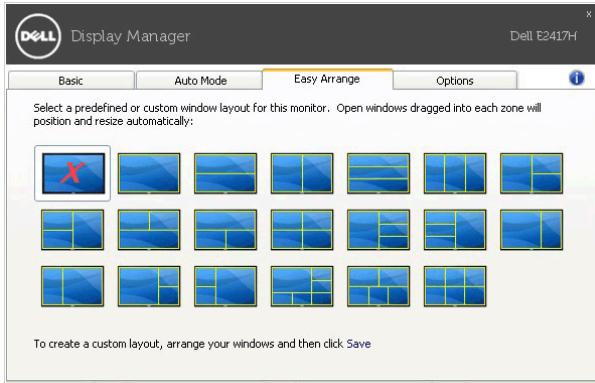 x
DELL Display Manager Dell E2417H
Basic Auto Mode Easy Arrange Options i
Select a predefined or custom window layout for this monitor. Open windows dragged into each zone will
position and resize automatically:
X
To create a custom layout, arrange your windows and then click Save